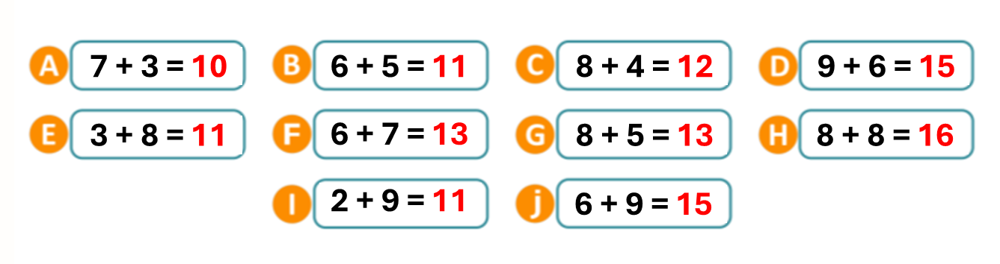 A 7 + 3 = 10 B 6 + 5 = 11 C 8 + 4 = 12 D 9 + 6 = 15
E 3 + 8 = 11 F 6 + 7 = 13 G 8 + 5 = 13 H 8 + 8 = 16
I 2 + 9 = 11 j 6 + 9 = 15